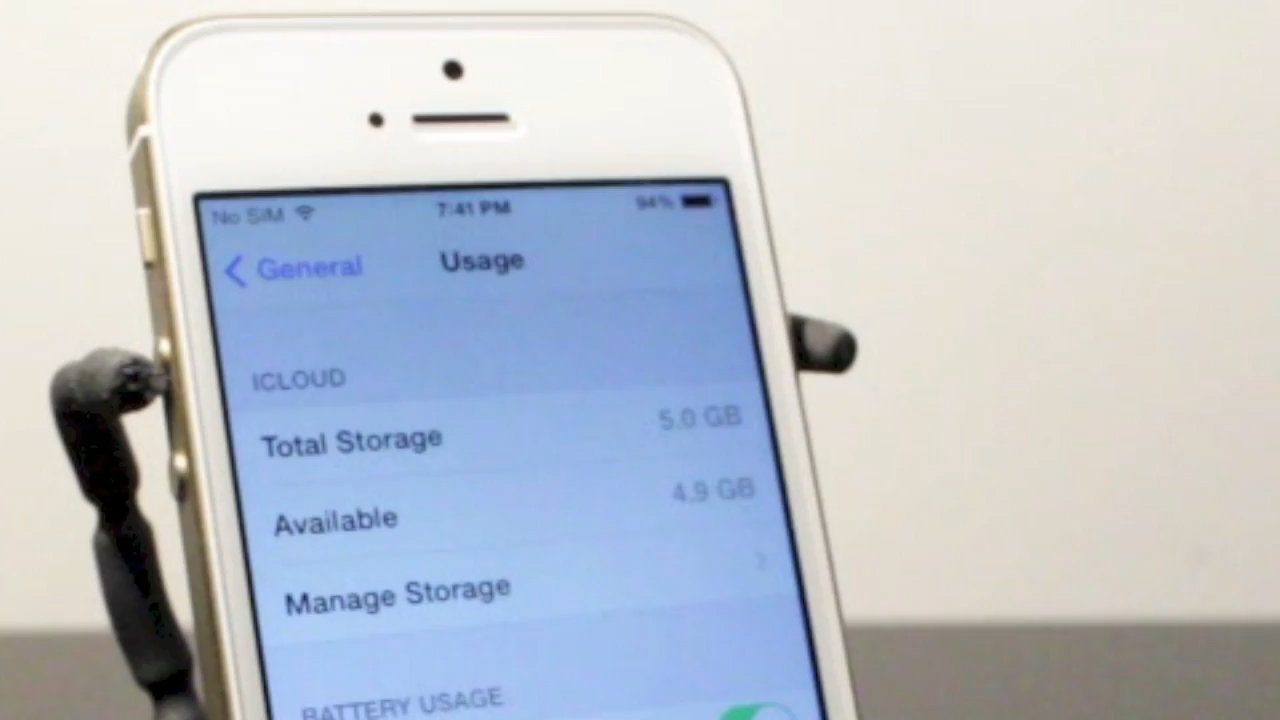 No SIM 7:41 PM 94%
General Usage
ICLOUD
Total Storage 5.0 GB
Available 4.9 GB
Manage Storage
BATTERY USAGE